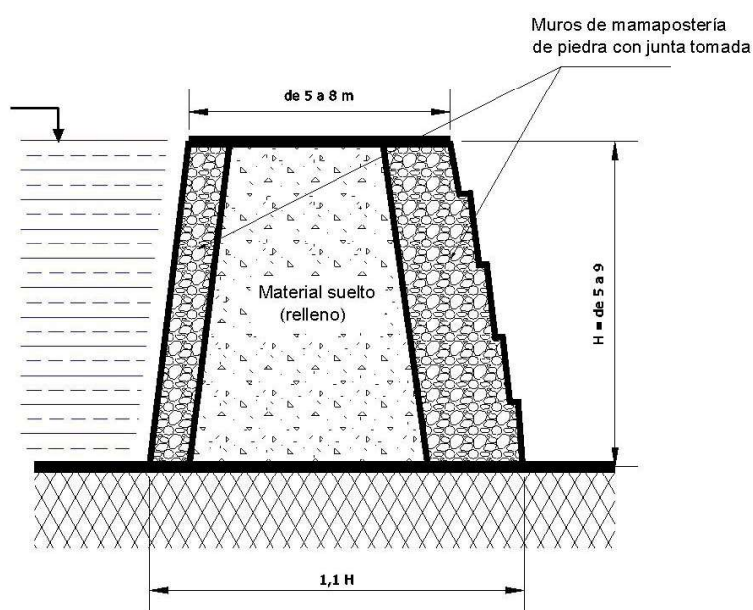 Muros de mamapostería
de piedra con junta tomada
de 5 a 8 m
Material suelto
(relleno)
H = de 5 a 9
1,1 H